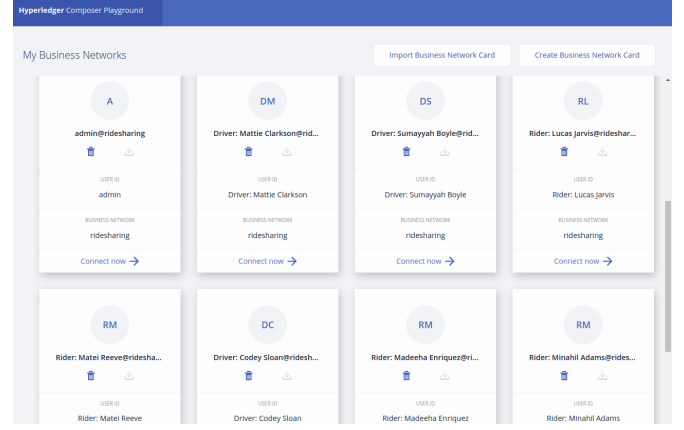 Hyperledger Composer Playground
My Business Networks
Import Business Network Card
Create Business Network Card
A
DM
DS
RL
admin@ridesharing
Driver: Mattie Clarkson@rid...
Driver: Sumayyah Boyle@rid...
Rider: Lucas Jarvis@rideshar...
USER ID
USER ID
USER ID
USER ID
admin
Driver: Mattie Clarkson
Driver: Sumayyah Boyle
Rider: Lucas Jarvis
BUSINESS NETWORK
BUSINESS NETWORK
BUSINESS NETWORK
BUSINESS NETWORK
ridesharing
ridesharing
ridesharing
ridesharing
Connect now
Connect now
Connect now
Connect now
RM
DC
RM
RM
Rider: Matei Reeve@ridesha...
Driver: Codey Sloan@ridesh...
Rider: Madeeha Enriquez@ri...
Rider: Minahil Adams@rides...
USER ID
USER ID
USER ID
USER ID
Rider: Matei Reeve
Driver: Codey Sloan
Rider: Madeeha Enriquez
Rider: Minahil Adams